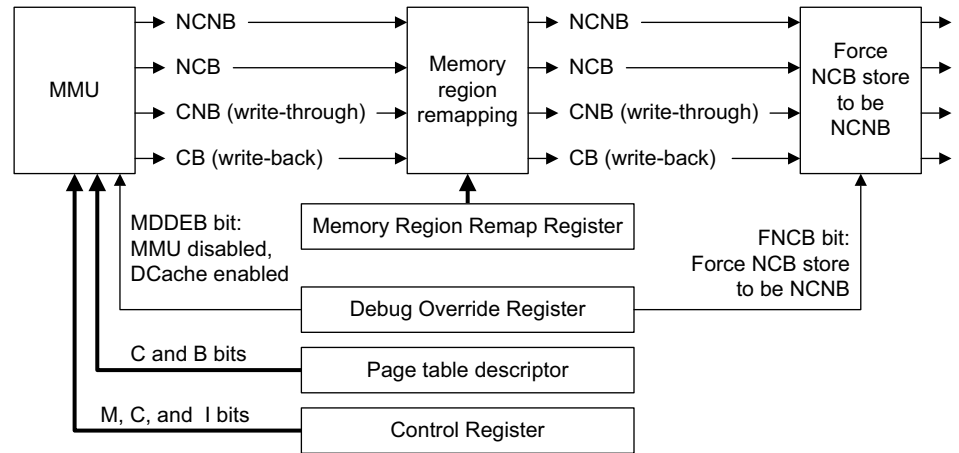 NCNB
NCB
CNB (write-through)
CB (write-back)
MMU
Memory
region
remapping
NCNB
NCB
CNB (write-through)
CB (write-back)
Force
NCB store
to be
NCNB
MDDEB bit:
MMU disabled,
DCache enabled
Memory Region Remap Register
FNCB bit:
Force NCB store
to be NCNB
Debug Override Register
C and B bits
Page table descriptor
M, C, and I bits
Control Register